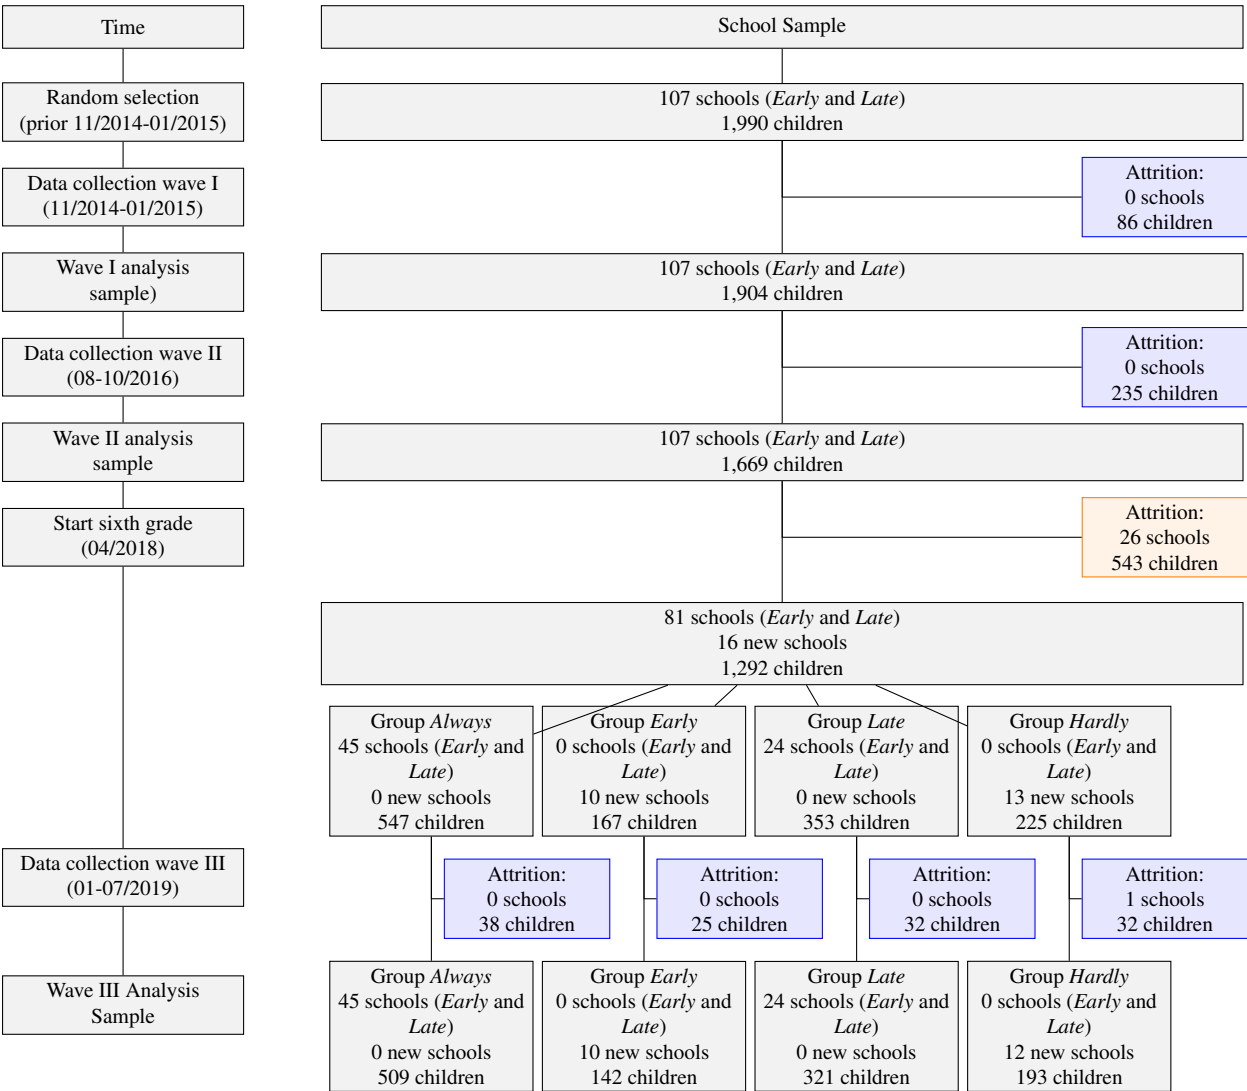 Time
School Sample
Random selection
(prior 11/2014-01/2015)
107 schools (Early and Late)
1,990 children
Data collection wave I
(11/2014-01/2015)
Attrition:
0 schools
86 children
Wave I analysis
sample)
107 schools (Early and Late)
1,904 children
Data collection wave II
(08-10/2016)
Attrition:
0 schools
235 children
Wave II analysis
sample
107 schools (Early and Late)
1,669 children
Start sixth grade
(04/2018)
Attrition:
26 schools
543 children
81 schools (Early and Late)
16 new schools
1,292 children
Group Always
45 schools (Early and
Late)
0 new schools
547 children
Group Early
0 schools (Early and
Late)
10 new schools
167 children
Group Late
24 schools (Early and
Late)
0 new schools
353 children
Group Hardly
0 schools (Early and
Late)
13 new schools
225 children
Data collection wave III
(01-07/2019)
Attrition:
0 schools
38 children
Attrition:
0 schools
25 children
Attrition:
0 schools
32 children
Attrition:
1 schools
32 children
Wave III Analysis
Sample
Group Always
45 schools (Early and
Late)
0 new schools
509 children
Group Early
0 schools (Early and
Late)
10 new schools
142 children
Group Late
24 schools (Early and
Late)
0 new schools
321 children
Group Hardly
0 schools (Early and
Late)
12 new schools
193 children